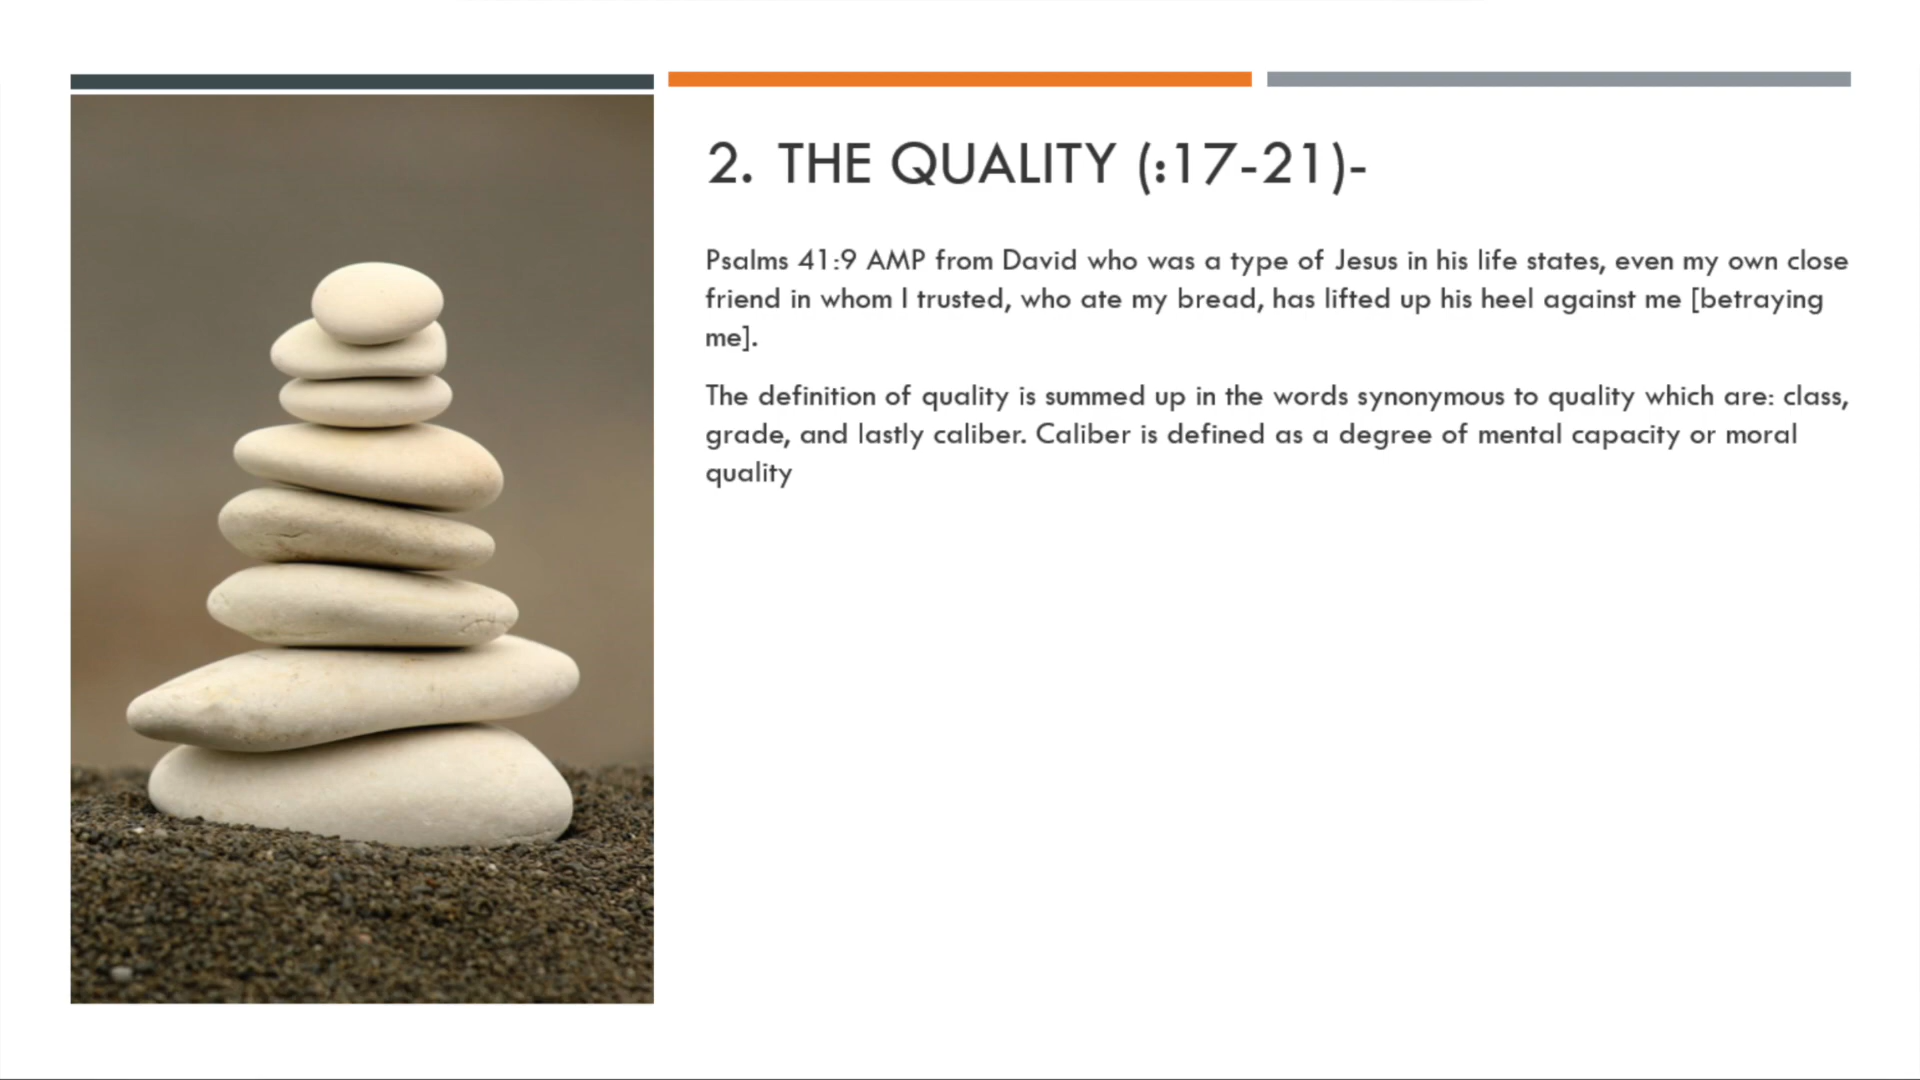 2. THE QUALITY (:17-21)-
Psalms 41:9 AMP from David who was a type of Jesus in his life states, even my own close
friend in whom I trusted, who ate my bread, has lifted up his heel against me [betraying
me].
The definition of quality is summed up in the words synonymous to quality which are: class,
grade, and lastly caliber. Caliber is defined as a degree of mental capacity or moral
quality